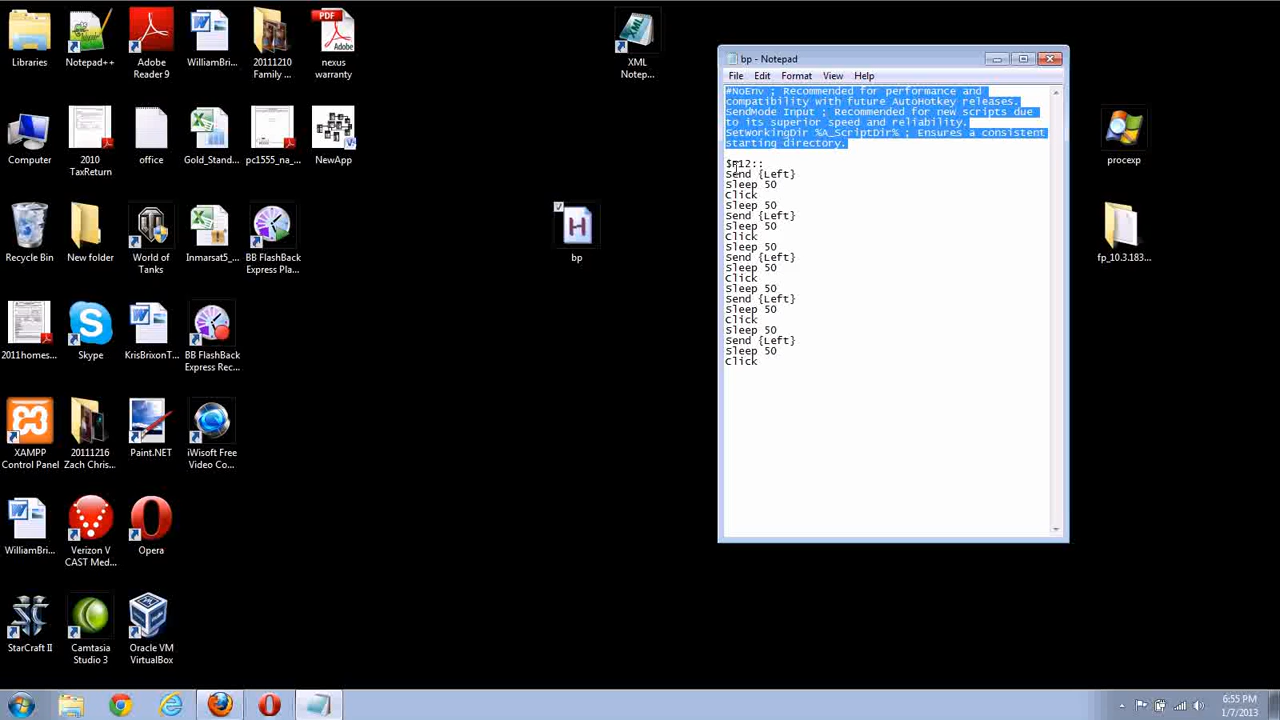 Libraries
Notepad++
Adobe
Reader 9
WilliamBri...
20111210
Family ...
PDF
Adobe
nexus
warranty
XML
XML
Notep...
Computer
2010
TaxReturn
office
Gold_Stand...
pc1555_na_...
NewApp
procexp
Recycle Bin
New folder
World of
Tanks
Inmarsat5_...
BB FlashBack
Express Pla...
H
bp
fp_10.3.183...
2011homes...
Skype
KrisBrixonT...
BB FlashBack
Express Rec...
XAMPP
Control Panel
20111216
Zach Chris...
Paint.NET
iWisoft Free
Video Co...
WilliamBri...
Verizon V
CAST Med...
Opera
StarCraft II
Camtasia
Studio 3
Oracle VM
VirtualBox
bp - Notepad
File Edit Format View Help
#NoEnv ; Recommended for performance and
compatibility with future AutoHotkey releases.
SendMode Input ; Recommended for new scripts due
to its superior speed and reliability.
SetWorkingDir %A_ScriptDir% ; Ensures a consistent
starting directory.
$F12::
Send {Left}
Sleep 50
Click
Sleep 50
Send {Left}
Sleep 50
Click
Sleep 50
Send {Left}
Sleep 50
Click
Sleep 50
Send {Left}
Sleep 50
Click
Sleep 50
Send {Left}
Sleep 50
Click
6:55 PM
1/7/2013